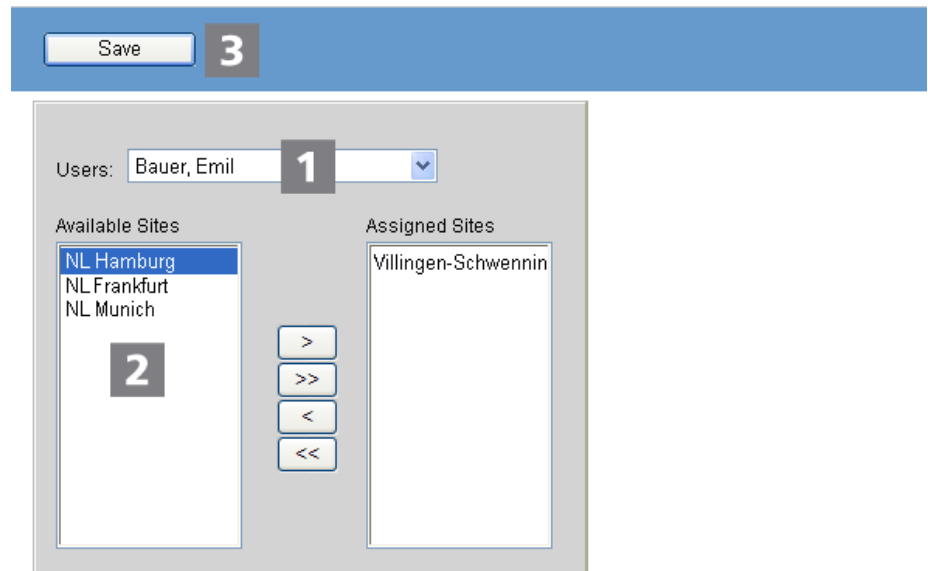 Save 3
Users: Bauer, Emil 1
Available Sites Assigned Sites
NL Hamburg Villingen-Schwennin
NL Frankfurt
NL Munich
2
>
>>
<
<<